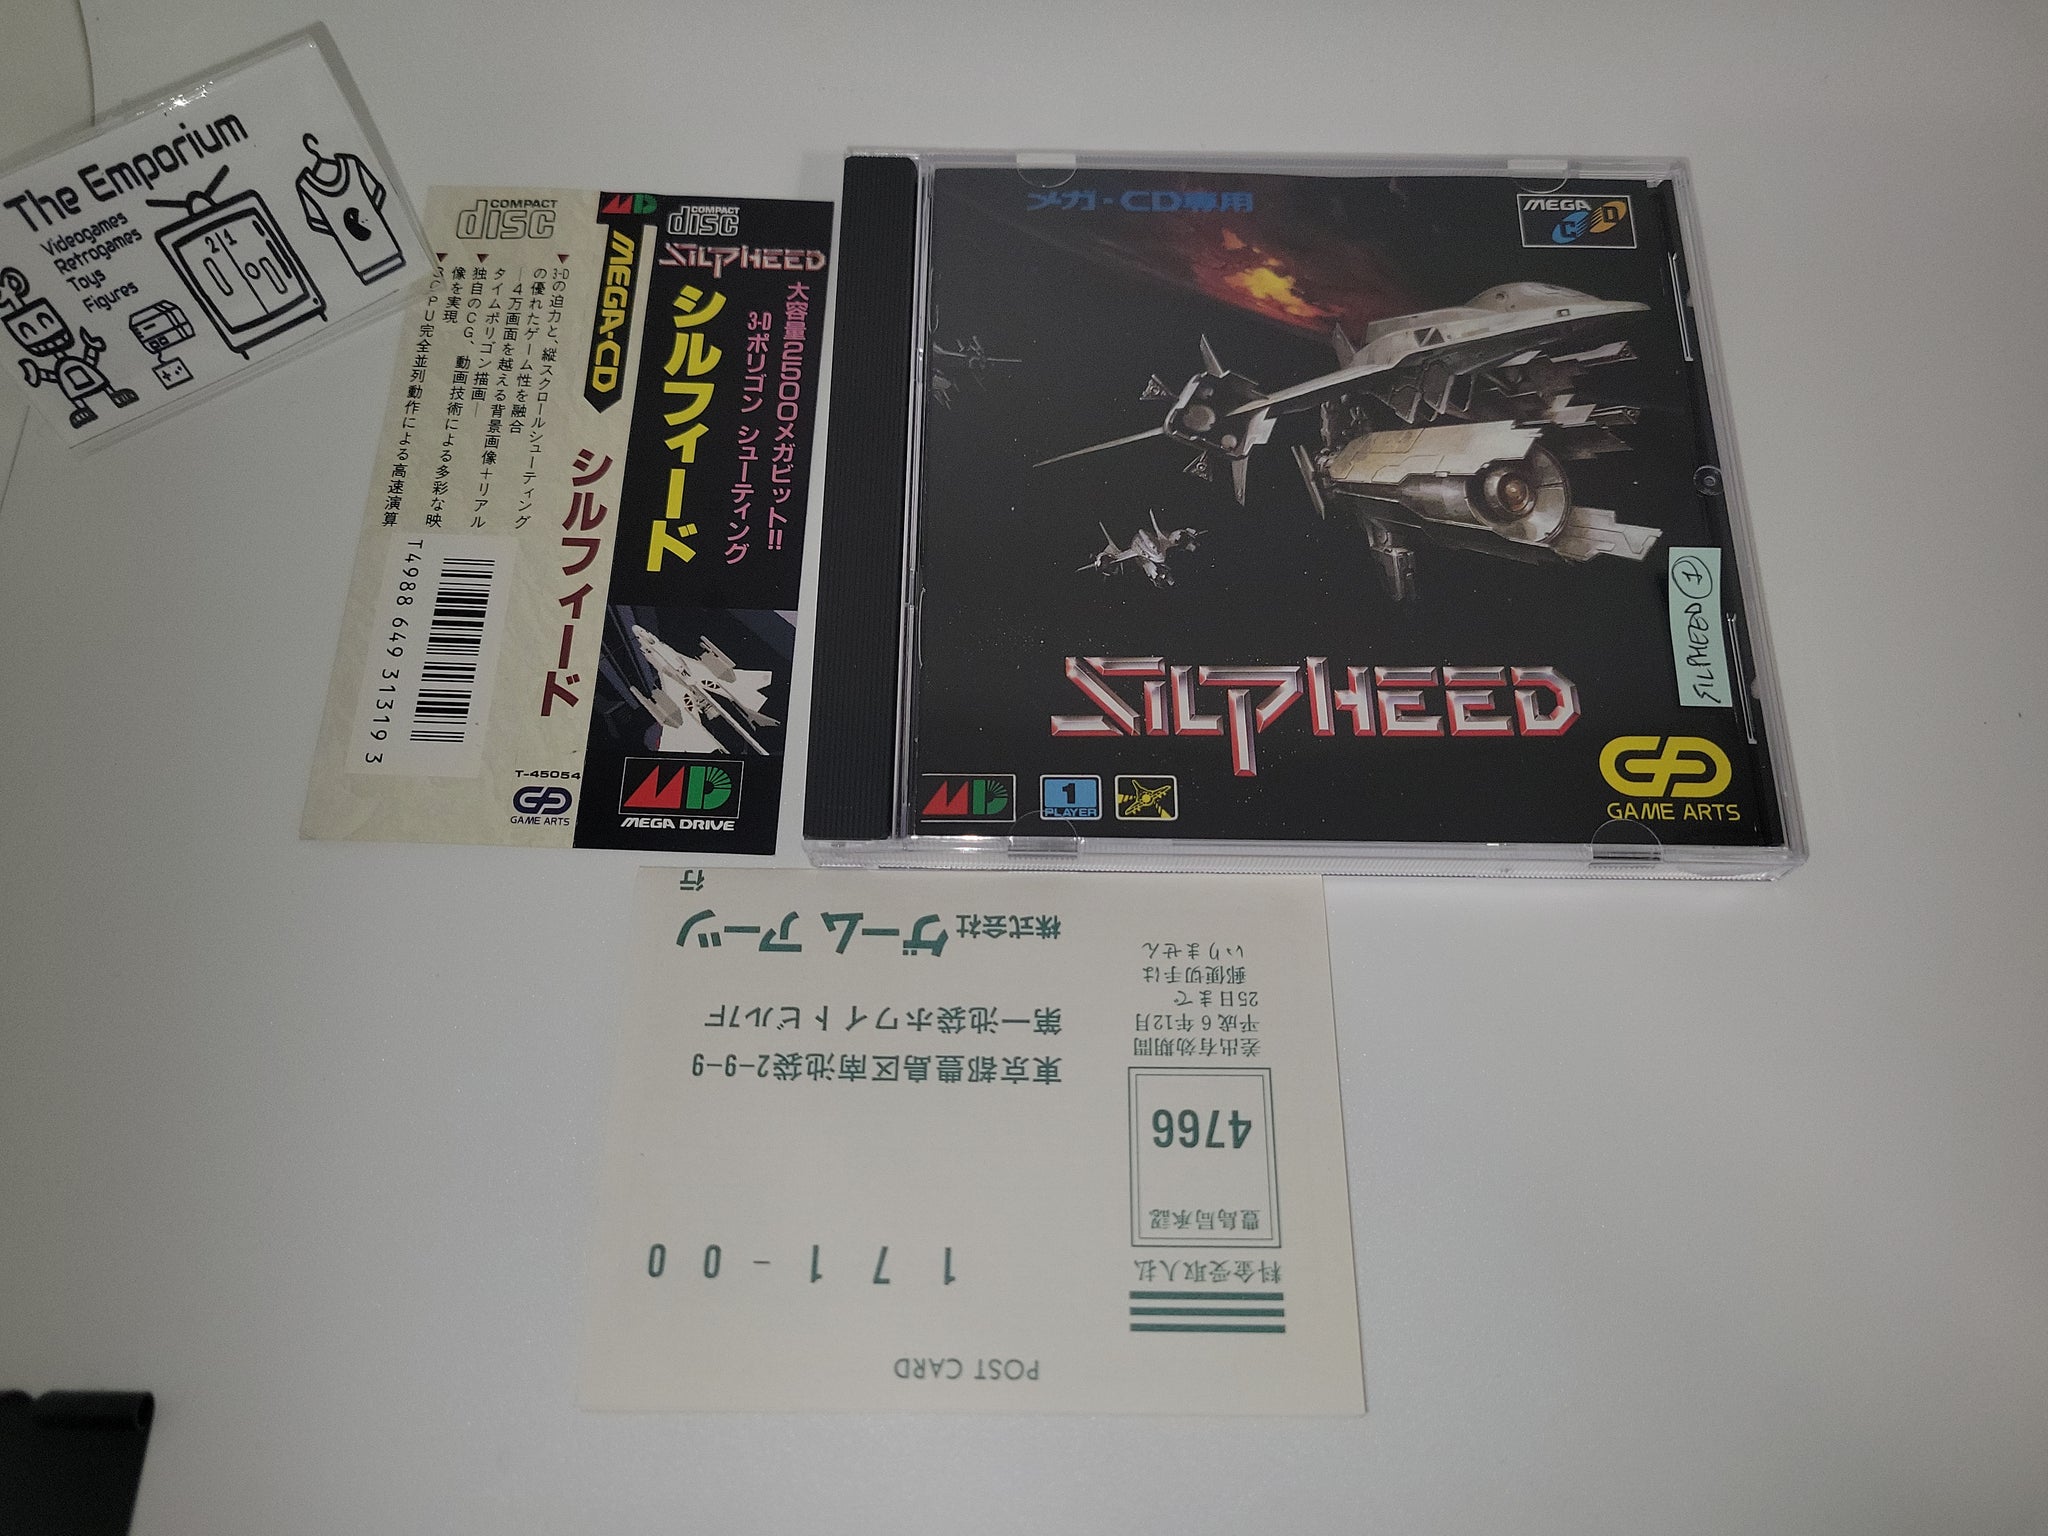 The Emporium
Videogames
Retrogames
Toys
Figures
COMPACT
disc
▼3-Dの迫力と、縦スクロールシューティング
の優れたゲーム性を融合
―4万画面を越える背景画像+リアル
タイムポリゴン描画―
▼独自のCG、動画技術による多彩な映
像を実現
CPU完全並列動作による高速演算
T4988 649 31319 3
シルフィード
T-45054
GAME ARTS
MD
MEGA-CD
COMPACT
disc
SILPHEED
シルフィード
大容量2500メガビット!!
3-Dポリゴン シューティング
MD
MEGA DRIVE
メガ・CD専用
MEGA
CD
SILPHEED ①
SILPHEED
MD
1
PLAYER
GAME ARTS
POST CARD
料金受取人払
豊島局承認
4766
差出有効期間
平成6年12月
25日まで
郵便切手は
いりません
171-00
東京都豊島区南池袋2-9-9
第一池袋ホワイトビル7F
株式会社 ゲーム アーツ
行